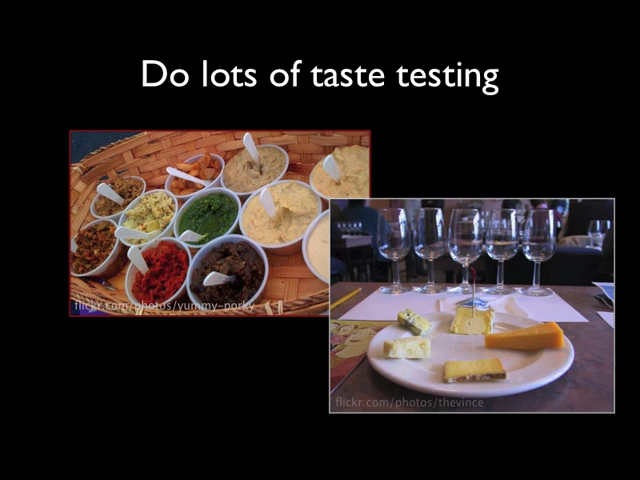 Do lots of taste testing
flickr.com/photos/yummy-porky
flickr.com/photos/thevince